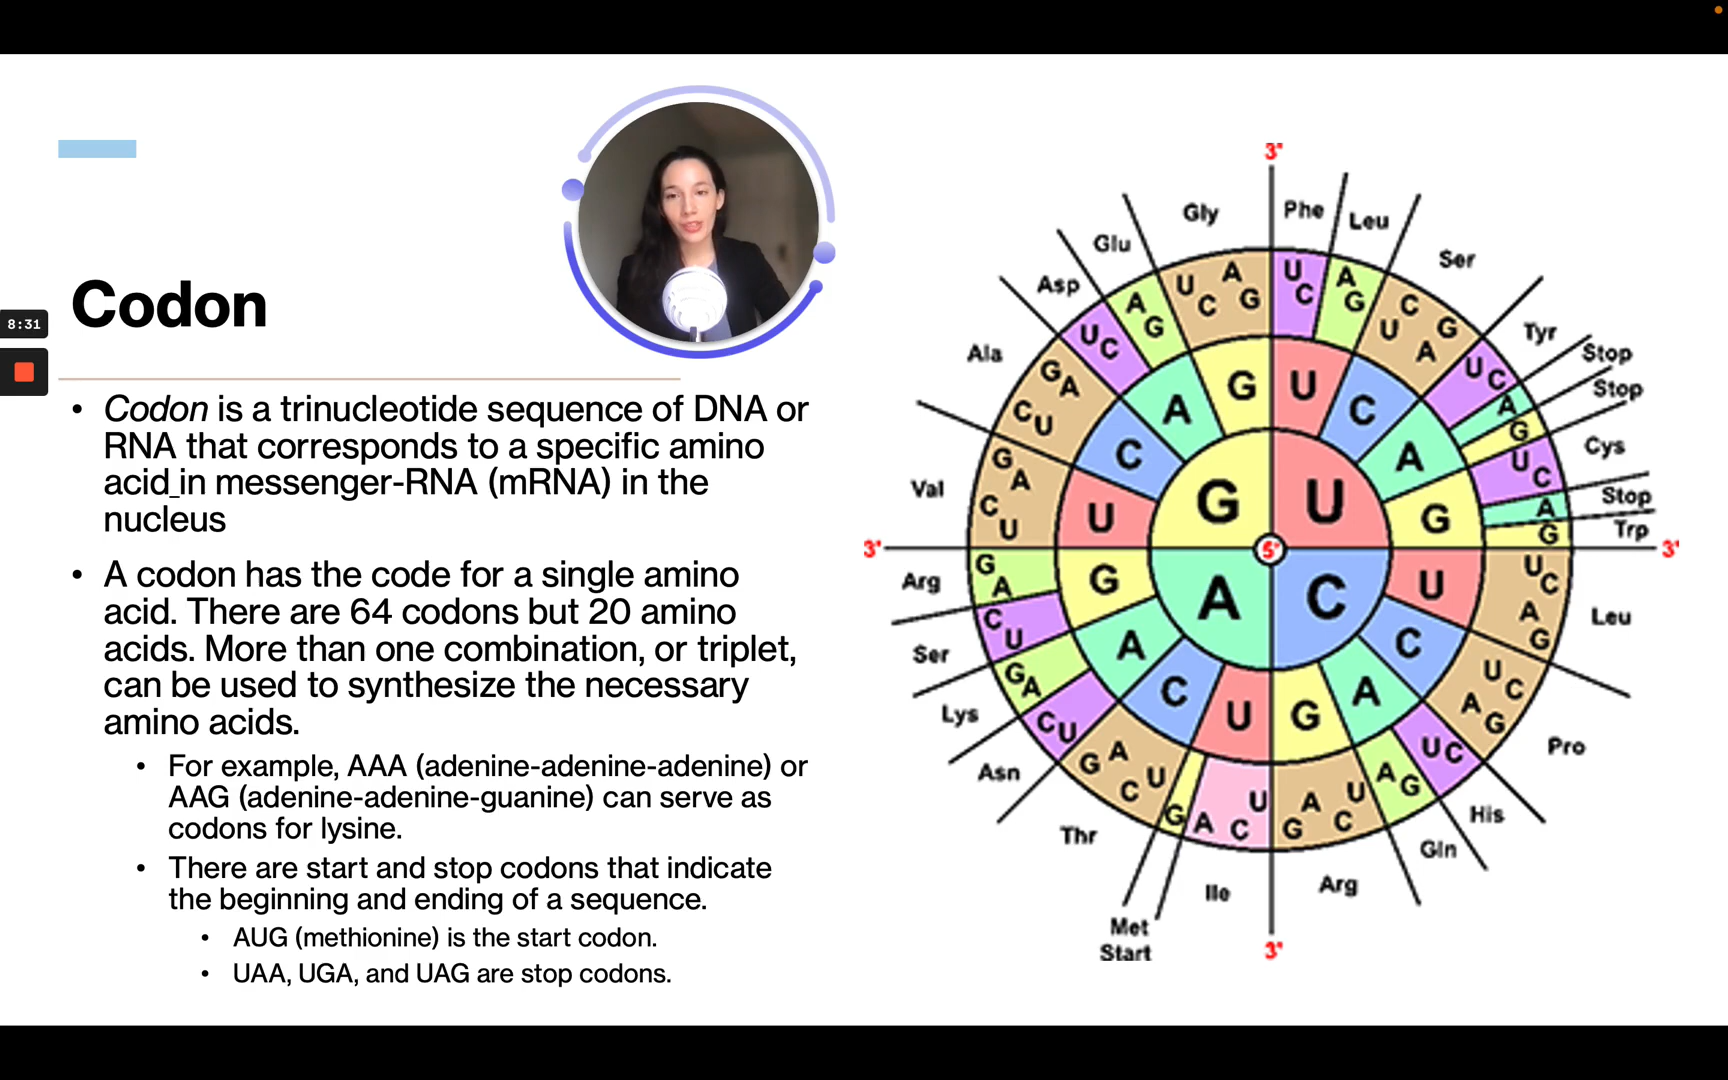 Codon
8:31
• Codon is a trinucleotide sequence of DNA or
RNA that corresponds to a specific amino
acid_in messenger-RNA (mRNA) in the
nucleus
• A codon has the code for a single amino
acid. There are 64 codons but 20 amino
acids. More than one combination, or triplet,
can be used to synthesize the necessary
amino acids.
• For example, AAA (adenine-adenine-adenine) or
AAG (adenine-adenine-guanine) can serve as
codons for lysine.
• There are start and stop codons that indicate
the beginning and ending of a sequence.
• AUG (methionine) is the start codon.
• UAA, UGA, and UAG are stop codons.
3'
Gly
Phe
Leu
Ser
Tyr
Stop
Stop
Cys
Stop
Trp
3'
Leu
Pro
His
Gln
Arg
3'
Ile
Met
Start
Thr
Asn
Lys
Ser
Arg
3'
Val
Ala
Asp
Glu
U C A G
U C
A G
U C A G
U C
A
G
U C
A
G
U C A G
U C A G
U C
A G
U C A G
U C A
G
U C A G
U C
A G
U C
A G
U C A G
U C A G
U C
A G
G U C A G
U C A G
U C A G
U C A
G U
5'
A C